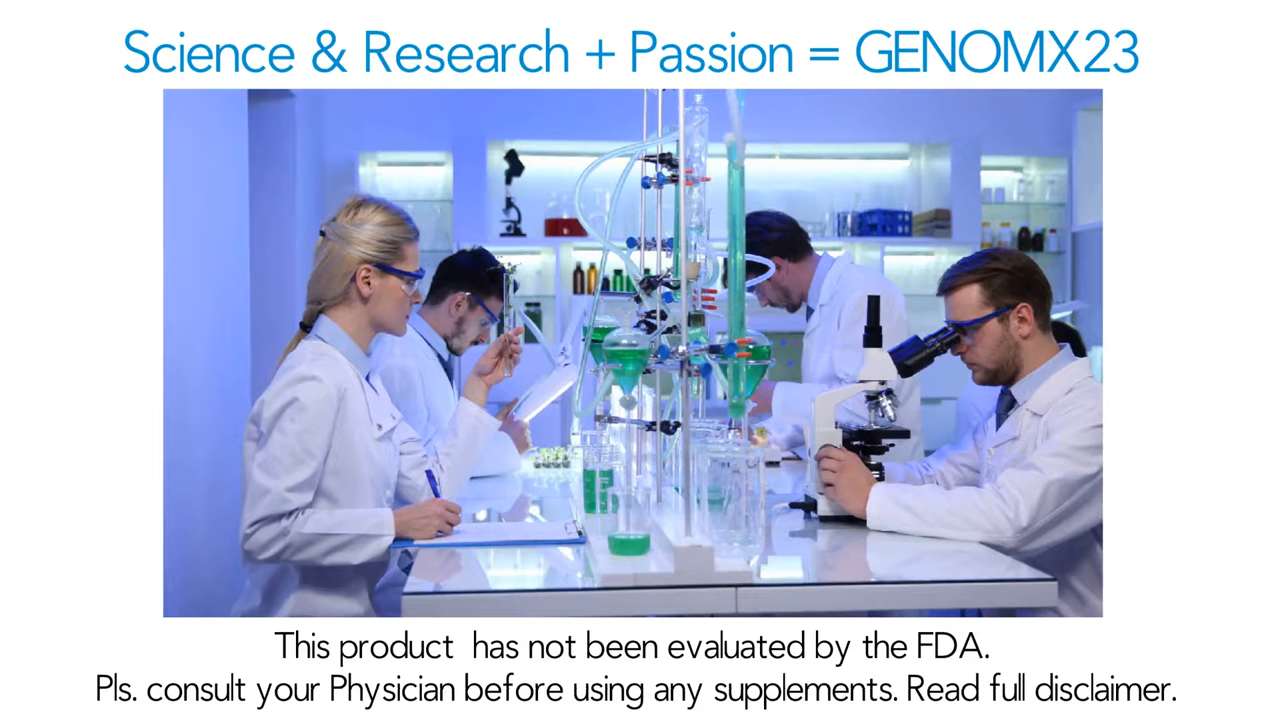 Science & Research + Passion = GENOMX23
This product has not been evaluated by the FDA.
Pls. consult your Physician before using any supplements. Read full disclaimer.